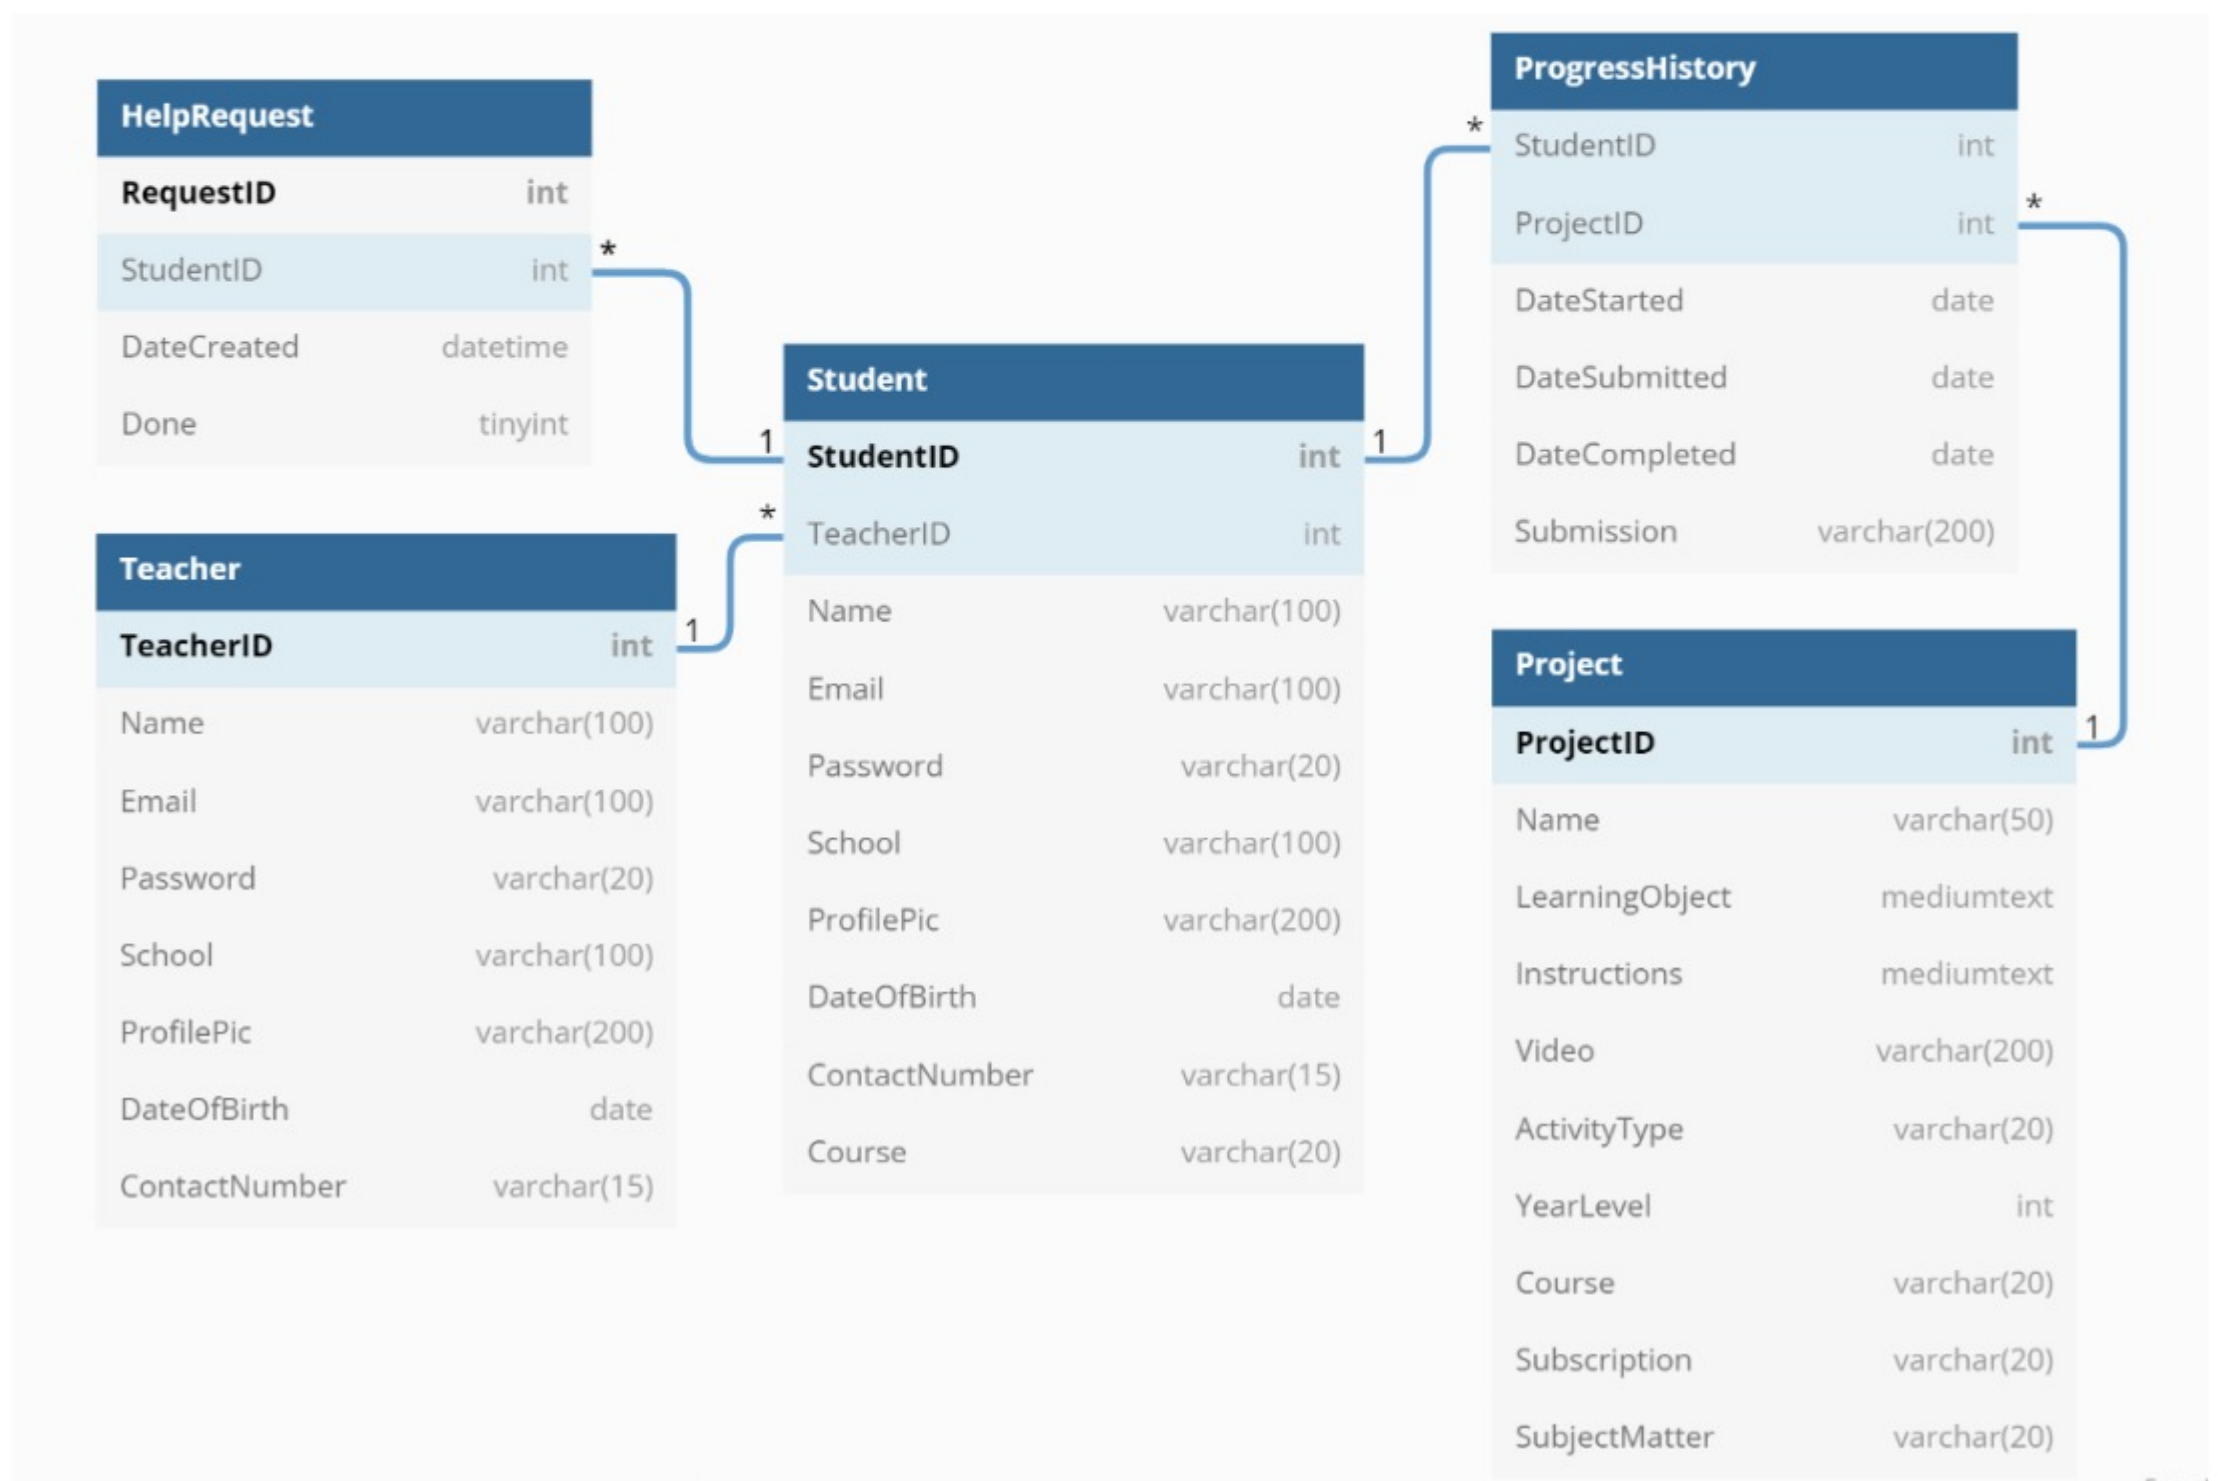 HelpRequest
RequestID int
StudentID int
DateCreated datetime
Done tinyint
*
1
Teacher
TeacherID int
Name varchar(100)
Email varchar(100)
Password varchar(20)
School varchar(100)
ProfilePic varchar(200)
DateOfBirth date
ContactNumber varchar(15)
1
*
Student
StudentID int
TeacherID int
Name varchar(100)
Email varchar(100)
Password varchar(20)
School varchar(100)
ProfilePic varchar(200)
DateOfBirth date
ContactNumber varchar(15)
Course varchar(20)
1
*
ProgressHistory
StudentID int
ProjectID int
DateStarted date
DateSubmitted date
DateCompleted date
Submission varchar(200)
*
1
Project
ProjectID int
Name varchar(50)
LearningObject mediumtext
Instructions mediumtext
Video varchar(200)
ActivityType varchar(20)
YearLevel int
Course varchar(20)
Subscription varchar(20)
SubjectMatter varchar(20)